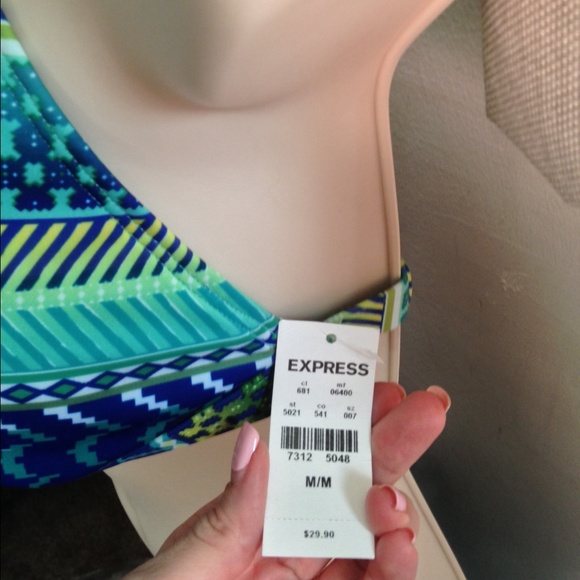 EXPRESS
cl mf
681 06400
st co sz
5021 541 007
7312 5048
M/M
$29.90